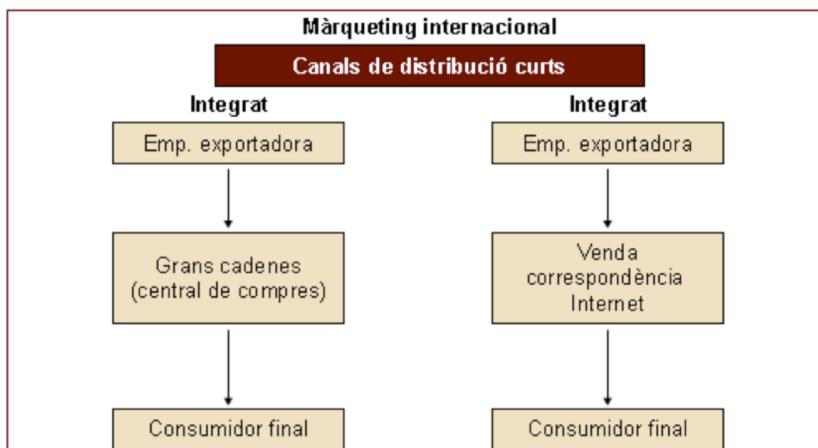 Màrqueting internacional
Canals de distribució curts
Integrat
Emp. exportadora
Grans cadenes
(central de compres)
Consumidor final
Integrat
Emp. exportadora
Venda
correspondència
Internet
Consumidor final